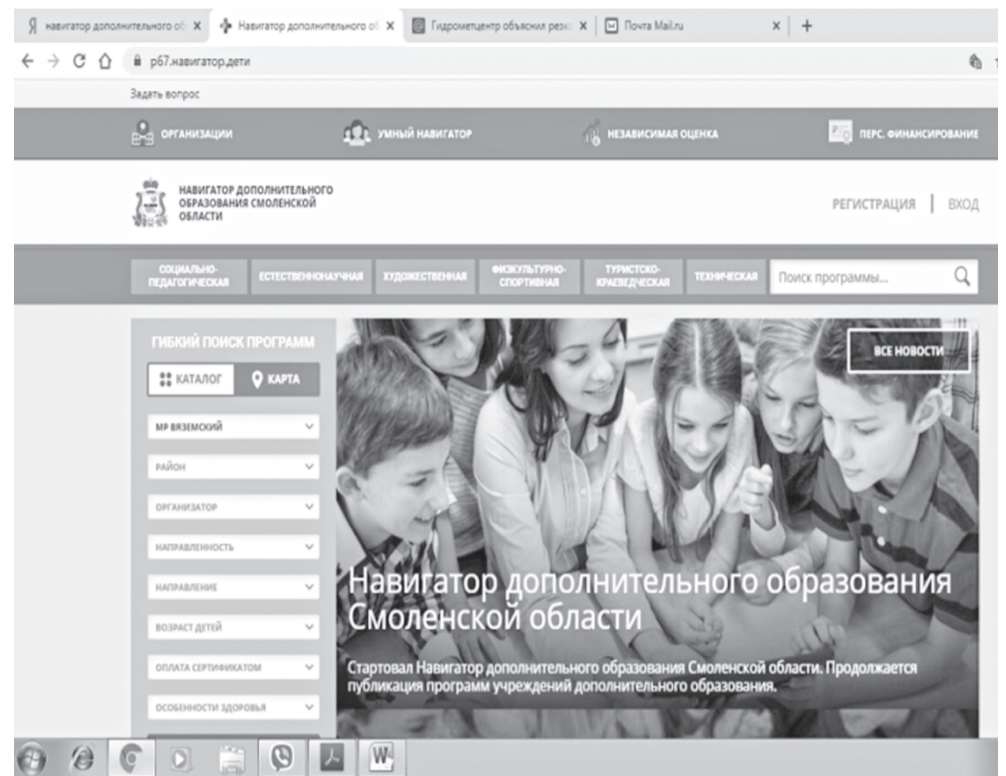 навигатор дополнительного об
Навигатор дополнительного об
Гидрометцентр объяснил резк
Почта Mail.ru
р67.навигатор.дети
Задать вопрос
ОРГАНИЗАЦИИ
УМНЫЙ НАВИГАТОР
НЕЗАВИСИМАЯ ОЦЕНКА
ПЕРС. ФИНАНСИРОВАНИЕ
НАВИГАТОР ДОПОЛНИТЕЛЬНОГО
ОБРАЗОВАНИЯ СМОЛЕНСКОЙ
ОБЛАСТИ
РЕГИСТРАЦИЯ | ВХОД
СОЦИАЛЬНО-
ПЕДАГОГИЧЕСКАЯ
ЕСТЕСТВЕННОНАУЧНАЯ
ХУДОЖЕСТВЕННАЯ
ФИЗКУЛЬТУРНО-
СПОРТИВНАЯ
ТУРИСТСКО-
КРАЕВЕДЧЕСКАЯ
ТЕХНИЧЕСКАЯ
Поиск программы...
ГИБКИЙ ПОИСК ПРОГРАММ
КАТАЛОГ
КАРТА
МР ВЯЗЕМСКИЙ
РАЙОН
ОРГАНИЗАТОР
НАПРАВЛЕННОСТЬ
НАПРАВЛЕНИЕ
ВОЗРАСТ ДЕТЕЙ
ОПЛАТА СЕРТИФИКАТОМ
ОСОБЕННОСТИ ЗДОРОВЬЯ
ВСЕ НОВОСТИ
Навигатор дополнительного образования
Смоленской области
Стартовал Навигатор дополнительного образования Смоленской области. Продолжается
публикация программ учреждений дополнительного образования.